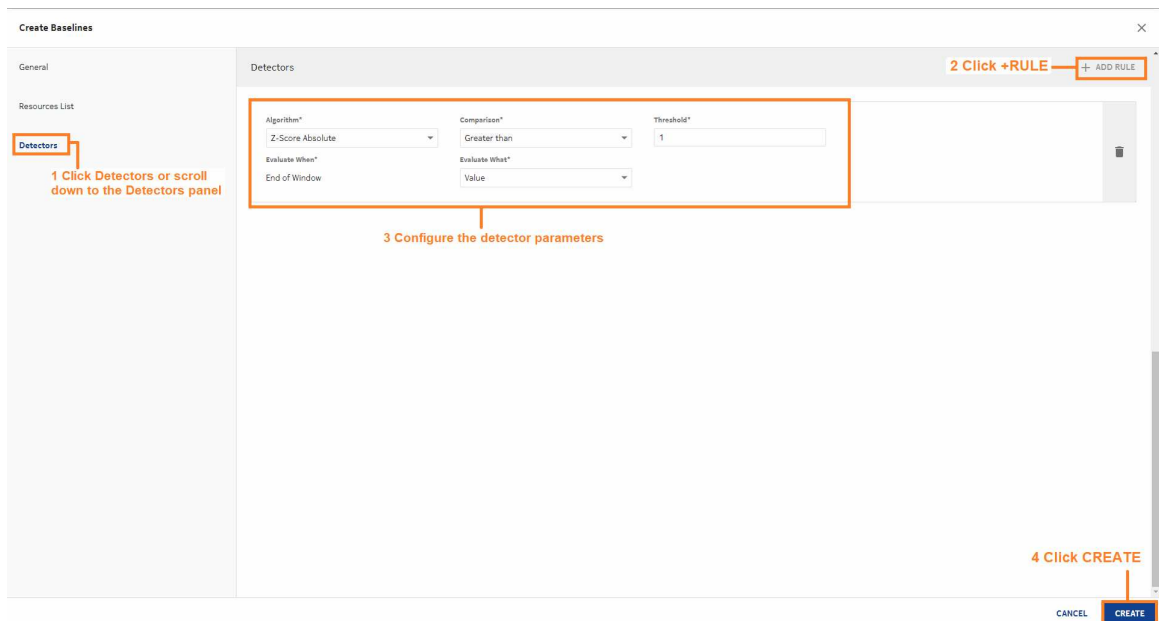 Create Baselines
General
Detectors
2 Click +RULE
+ ADD RULE
Resources List
Algorithm*
Comparison*
Threshold*
Z-Score Absolute
Greater than
1
Detectors
Evaluate When*
Evaluate What*
End of Window
Value
1 Click Detectors or scroll
down to the Detectors panel
3 Configure the detector parameters
4 Click CREATE
CANCEL
CREATE